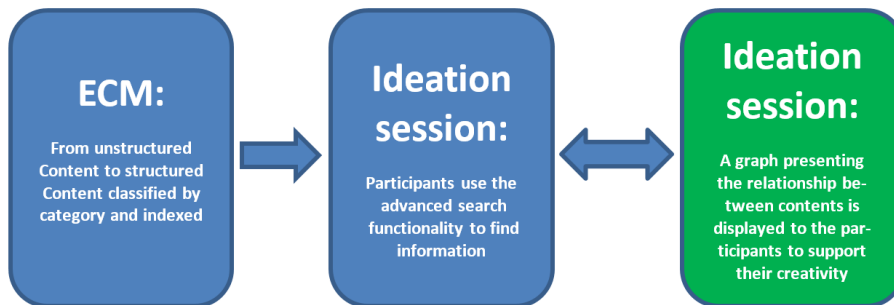 ECM:
From unstructured
Content to structured
Content classified by
category and indexed
Ideation
session:
Participants use the
advanced search
functionality to find
information
Ideation
session:
A graph presenting
the relationship be-
tween contents is
displayed to the par-
ticipants to support
their creativity